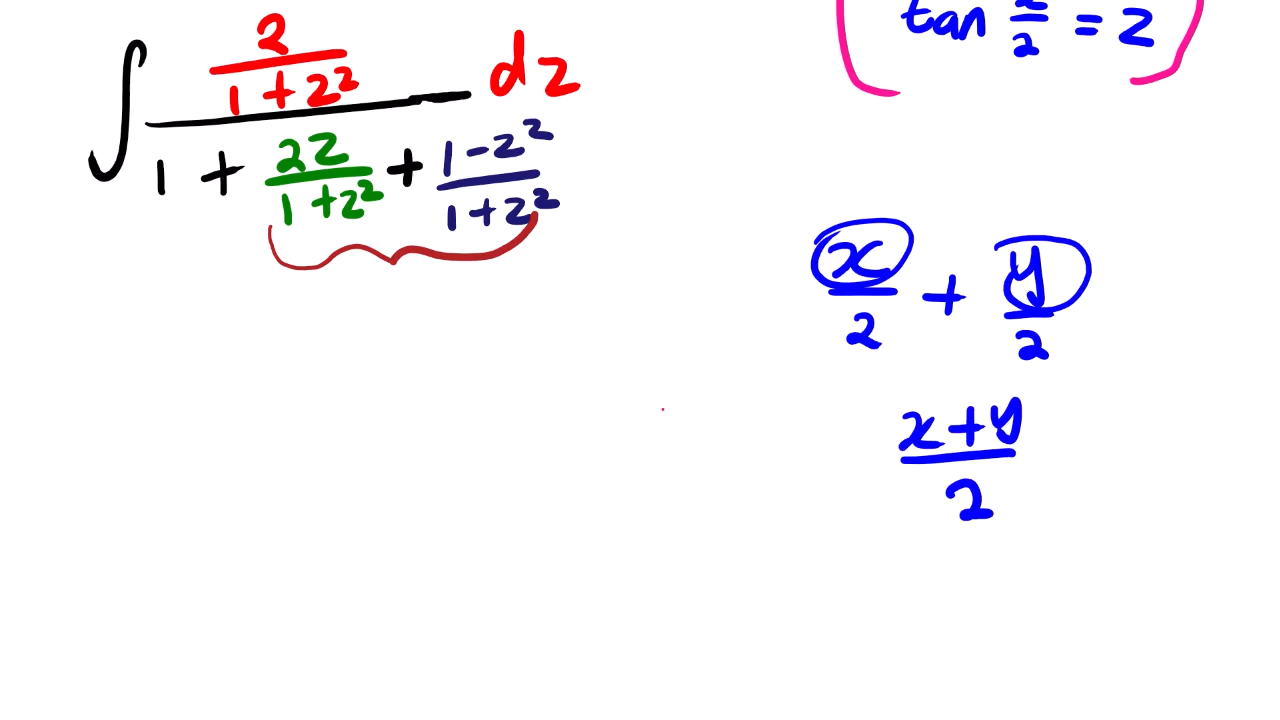 ∫ (2/(1 + z²)) / (1 + 2z/(1 + z²) + (1 - z²)/(1 + z²)) dz
tan x/2 = z
x/2 + y/2
(x + y)/2